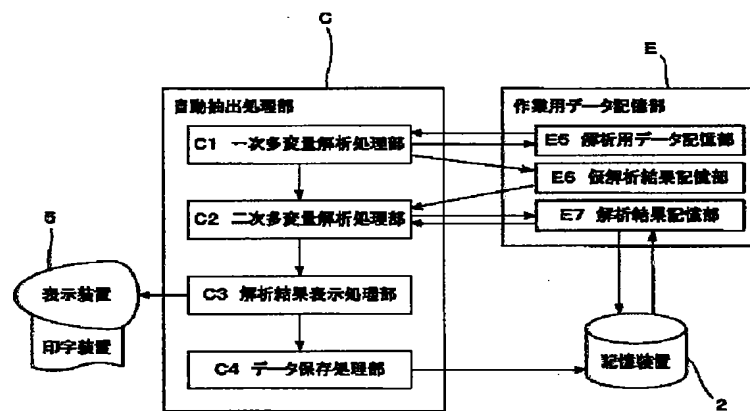 C
E
自動抽出処理部
作業用データ記憶部
C1 一次多変量解析処理部
E5 解析用データ記憶部
E6 仮解析結果記憶部
C2 二次多変量解析処理部
E7 解析結果記憶部
5
表示装置
C3 解析結果表示処理部
印字装置
記憶装置
C4 データ保存処理部
2